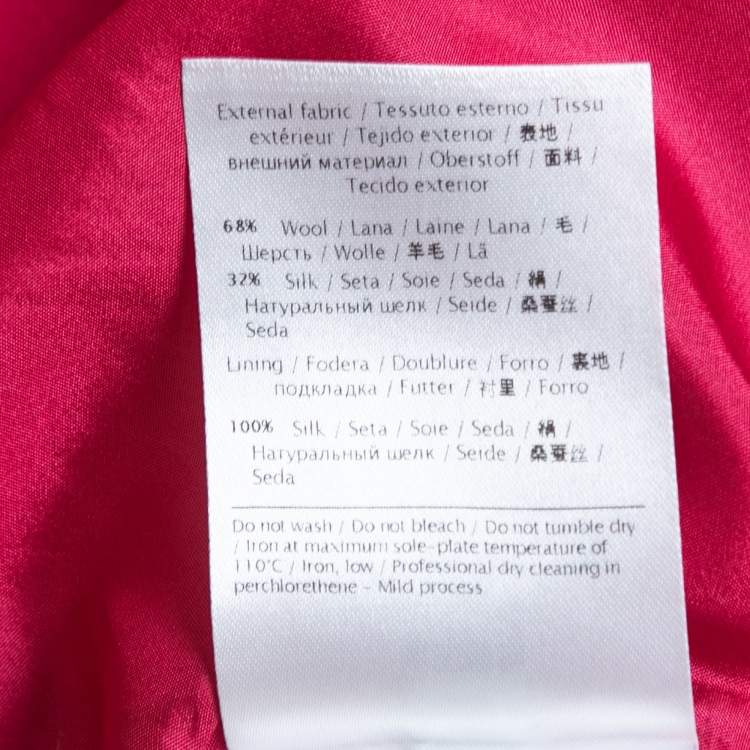 External fabric / Tessuto esterno / Tissu
extérieur / Tejido exterior / 表地 /
внешний материал / Oberstoff / 面料 /
Tecido exterior
68% Wool / Lana / Laine / Lana / 毛 /
Шерсть / Wolle / 羊毛 / Lã
32% Silk / Seta / Soie / Seda / 絹 /
Натуральный шелк / Seide / 桑蚕丝 /
Seda
Lining / Fodera / Doublure / Forro / 裏地 /
подкладка / Futter / 衬里 / Forro
100% Silk / Seta / Soie / Seda / 絹 /
Натуральный шелк / Seide / 桑蚕丝 /
Seda
Do not wash / Do not bleach / Do not tumble dry
/ Iron at maximum sole-plate temperature of
110°C / Iron, low / Professional dry cleaning in
perchlorethene - Mild process